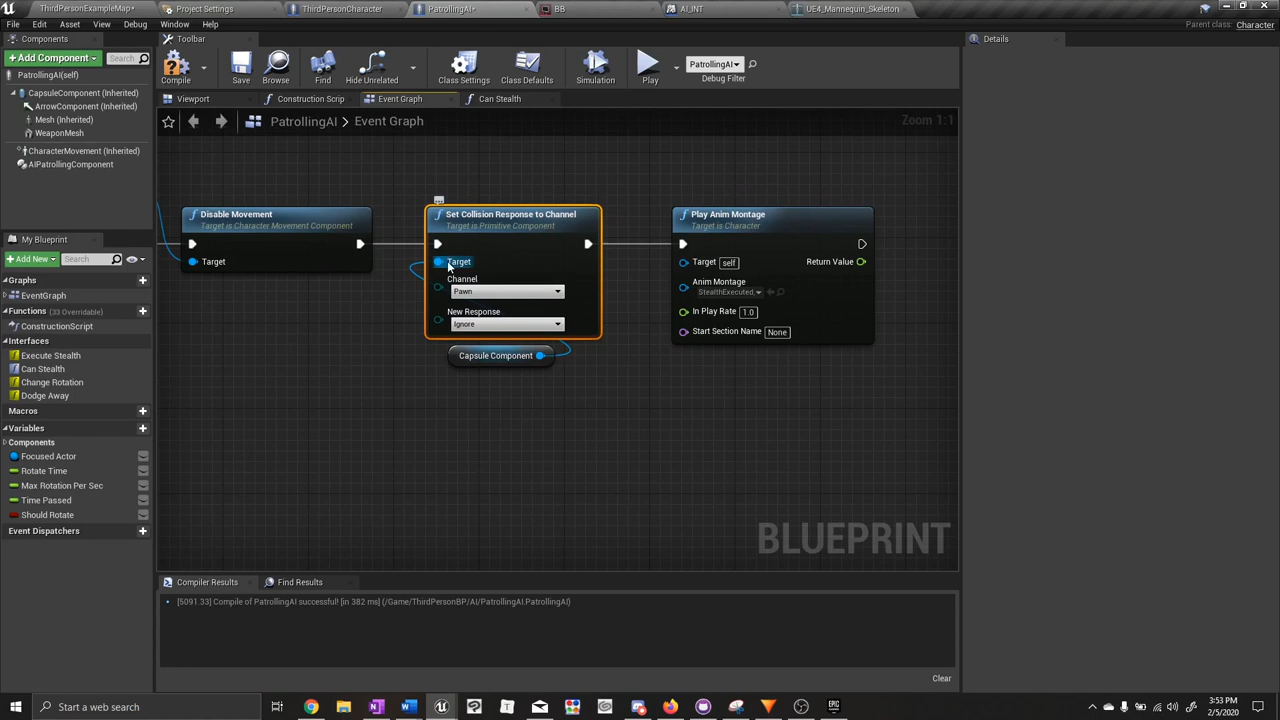 ThirdPersonExampleMap*
Project Settings
ThirdPersonCharacter
PatrollingAI*
BB
AI_INT
UE4_Mannequin_Skeleton
File
Edit
Asset
View
Debug
Window
Help
Parent class: Character
Components
Toolbar
Details
+Add Component
Search
PatrollingAI(self)
CapsuleComponent (Inherited)
ArrowComponent (Inherited)
Mesh (Inherited)
WeaponMesh
CharacterMovement (Inherited)
AIPatrollingComponent
Compile
Save
Browse
Find
Hide Unrelated
Class Settings
Class Defaults
Simulation
Play
PatrollingAI
Debug Filter
Viewport
Construction Scrip
Event Graph
Can Stealth
PatrollingAI > Event Graph
Zoom 1:1
My Blueprint
+Add New
Search
Graphs
EventGraph
Functions (33 Overridable)
ConstructionScript
Interfaces
Execute Stealth
Can Stealth
Change Rotation
Dodge Away
Macros
Variables
Components
Focused Actor
Rotate Time
Max Rotation Per Sec
Time Passed
Should Rotate
Event Dispatchers
Disable Movement
Target is Character Movement Component
Target
Set Collision Response to Channel
Target is Primitive Component
Target
Channel
Pawn
New Response
Ignore
Capsule Component
Play Anim Montage
Target is Character
Target self
Return Value
Anim Montage
StealthExecuted_
In Play Rate 1.0
Start Section Name None
BLUEPRINT
Compiler Results
Find Results
[5091.33] Compile of PatrollingAI successful! [in 382 ms] (/Game/ThirdPersonBP/AI/PatrollingAI.PatrollingAI)
Clear
Type here to search
3:53 PM
2/5/2020